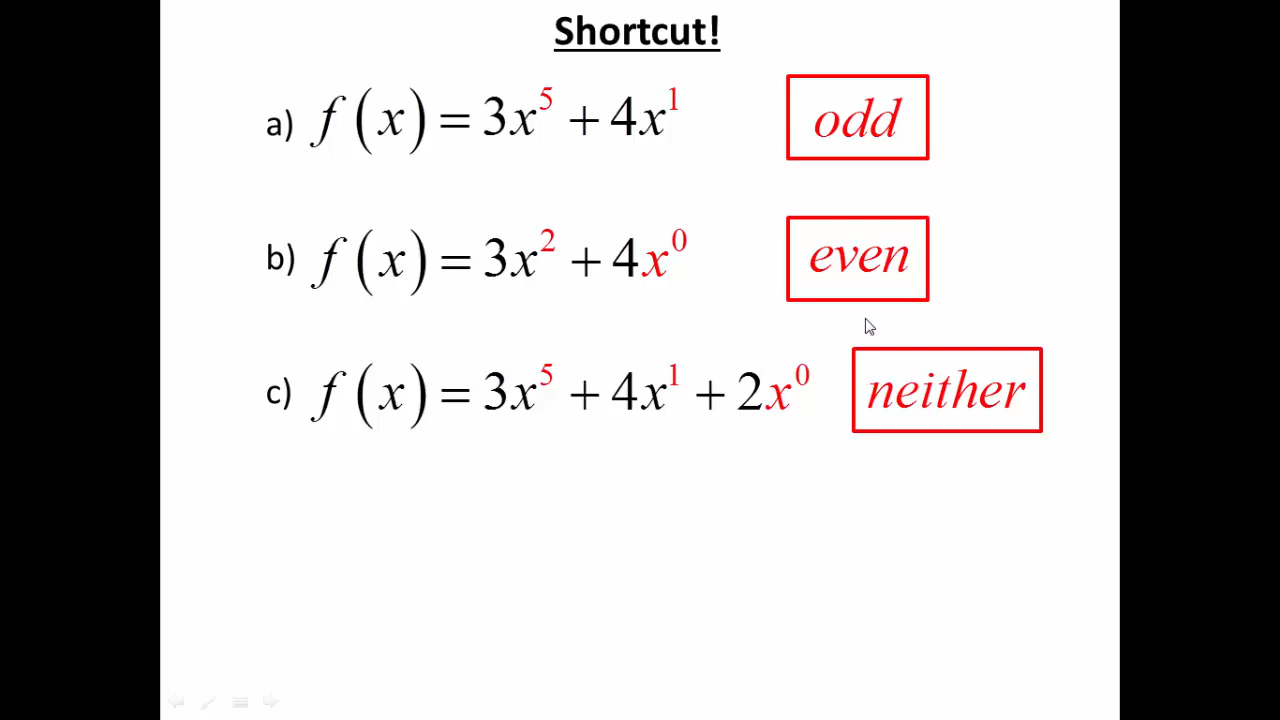 Shortcut!
a) f(x) = 3x⁵ + 4x¹ odd
b) f(x) = 3x² + 4x⁰ even
c) f(x) = 3x⁵ + 4x¹ + 2x⁰ neither